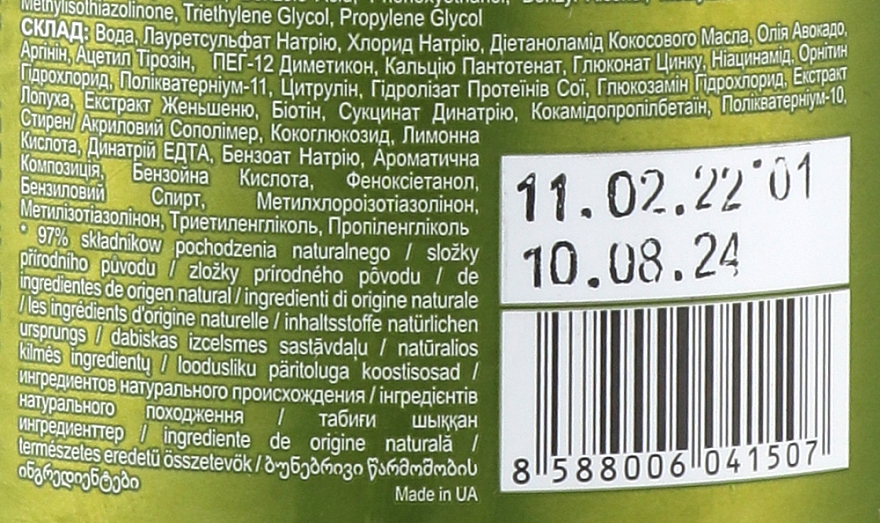 Methylisothiazolinone, Triethylene Glycol, Propylene Glycol
СКЛАД: Вода, Лауретсульфат Натрію, Хлорид Натрію, Діетаноламід Кокосового Масла, Олія Авокадо,
Аргінін, Ацетил Тірозін, ПЕГ-12 Диметикон, Кальцію Пантотенат, Глюконат Цинку, Ніацинамід, Орнітин
Гідрохлорид, Полікватерніум-11, Цитрулін, Гідролізат Протеїнів Сої, Глюкозамін Гідрохлорид, Екстракт
Лопуха, Екстракт Женьшеню, Біотін, Сукцинат Динатрію, Кокамідопропілбетаїн, Полікватерніум-10,
Стирен/ Акриловий Сополімер, Кокоглюкозид, Лимонна
Кислота, Динатрій ЕДТА, Бензоат Натрію, Ароматична
Композиція, Бензойна Кислота, Феноксіетанол,
Бензиловий Спирт, Метилхлороізотіазолінон,
Метилізотіазолінон, Триетиленгліколь, Пропіленгліколь
* 97% składnikow pochodzenia naturalnego / složky
přírodního původu / zložky prírodného pôvodu / de
ingredientes de origen natural / ingredienti di origine naturale
/ les ingrédients d'origine naturelle / inhaltsstoffe natürlichen
ursprungs / dabiskas izcelsmes sastāvdaļu / natūralios
kilmės ingredientų / loodusliku päritoluga koostisosad /
ингредиентов натурального происхождения / інгредієнтів
натурального походження / табиғи шыққан
ингредиенттер / ingrediente de origine naturală /
természetes eredetű összetevők / ბუნებრივი წარმოშობის
ინგრედიენტები
Made in UA
11.02.22 01
10.08.24
8 588006 041507